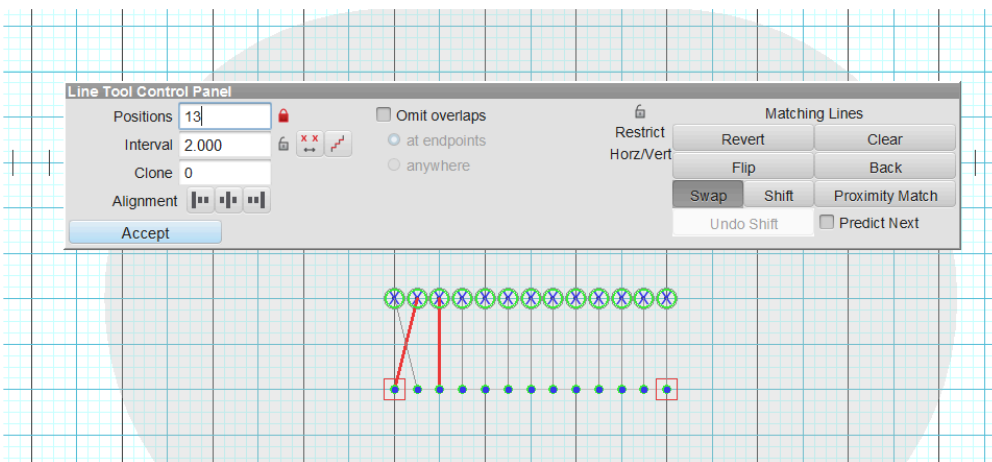 Line Tool Control Panel
Positions 13
Interval 2.000
Clone 0
Alignment
Accept
Omit overlaps
at endpoints
anywhere
Restrict
Horz/Vert
Matching Lines
Revert Clear
Flip Back
Swap Shift Proximity Match
Undo Shift Predict Next